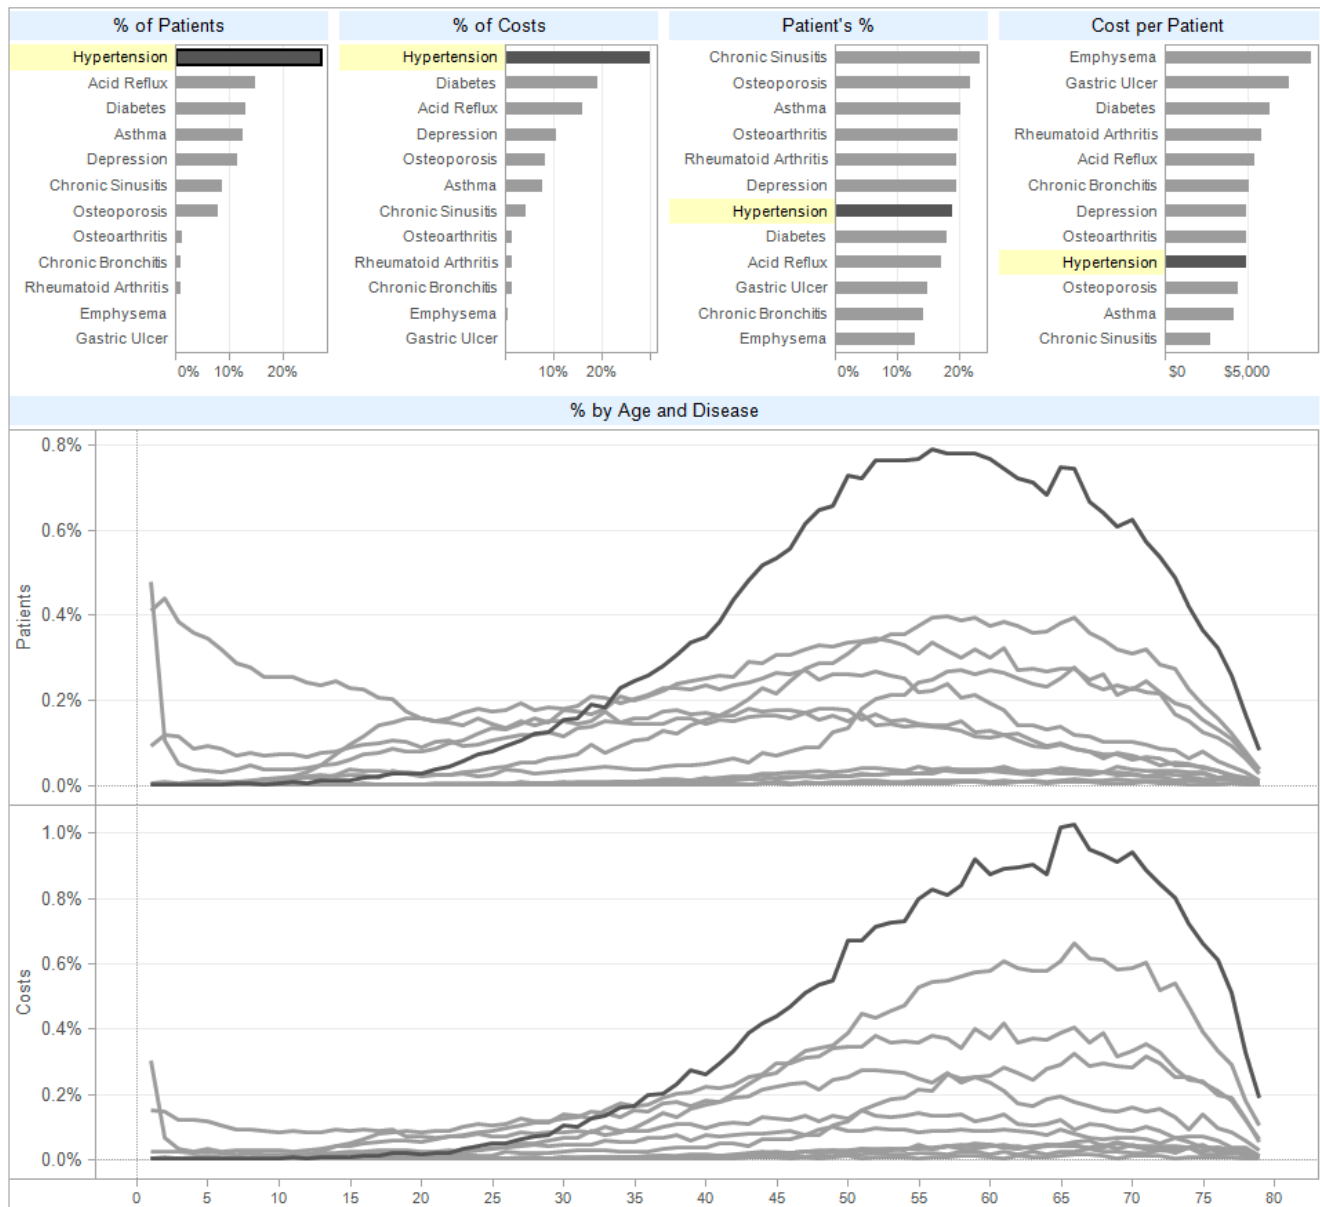 % of Patients
% of Costs
Patient's %
Cost per Patient
Hypertension
Acid Reflux
Diabetes
Asthma
Depression
Chronic Sinusitis
Osteoporosis
Osteoarthritis
Chronic Bronchitis
Rheumatoid Arthritis
Emphysema
Gastric Ulcer
0% 10% 20%
Hypertension
Diabetes
Acid Reflux
Depression
Osteoporosis
Asthma
Chronic Sinusitis
Osteoarthritis
Rheumatoid Arthritis
Chronic Bronchitis
Emphysema
Gastric Ulcer
10% 20%
Chronic Sinusitis
Osteoporosis
Asthma
Osteoarthritis
Rheumatoid Arthritis
Depression
Hypertension
Diabetes
Acid Reflux
Gastric Ulcer
Chronic Bronchitis
Emphysema
0% 10% 20%
Emphysema
Gastric Ulcer
Diabetes
Rheumatoid Arthritis
Acid Reflux
Chronic Bronchitis
Depression
Osteoarthritis
Hypertension
Osteoporosis
Asthma
Chronic Sinusitis
$0 $5,000
% by Age and Disease
Patients
0.8%
0.6%
0.4%
0.2%
0.0%
Costs
1.0%
0.8%
0.6%
0.4%
0.2%
0.0%
0 5 10 15 20 25 30 35 40 45 50 55 60 65 70 75 80